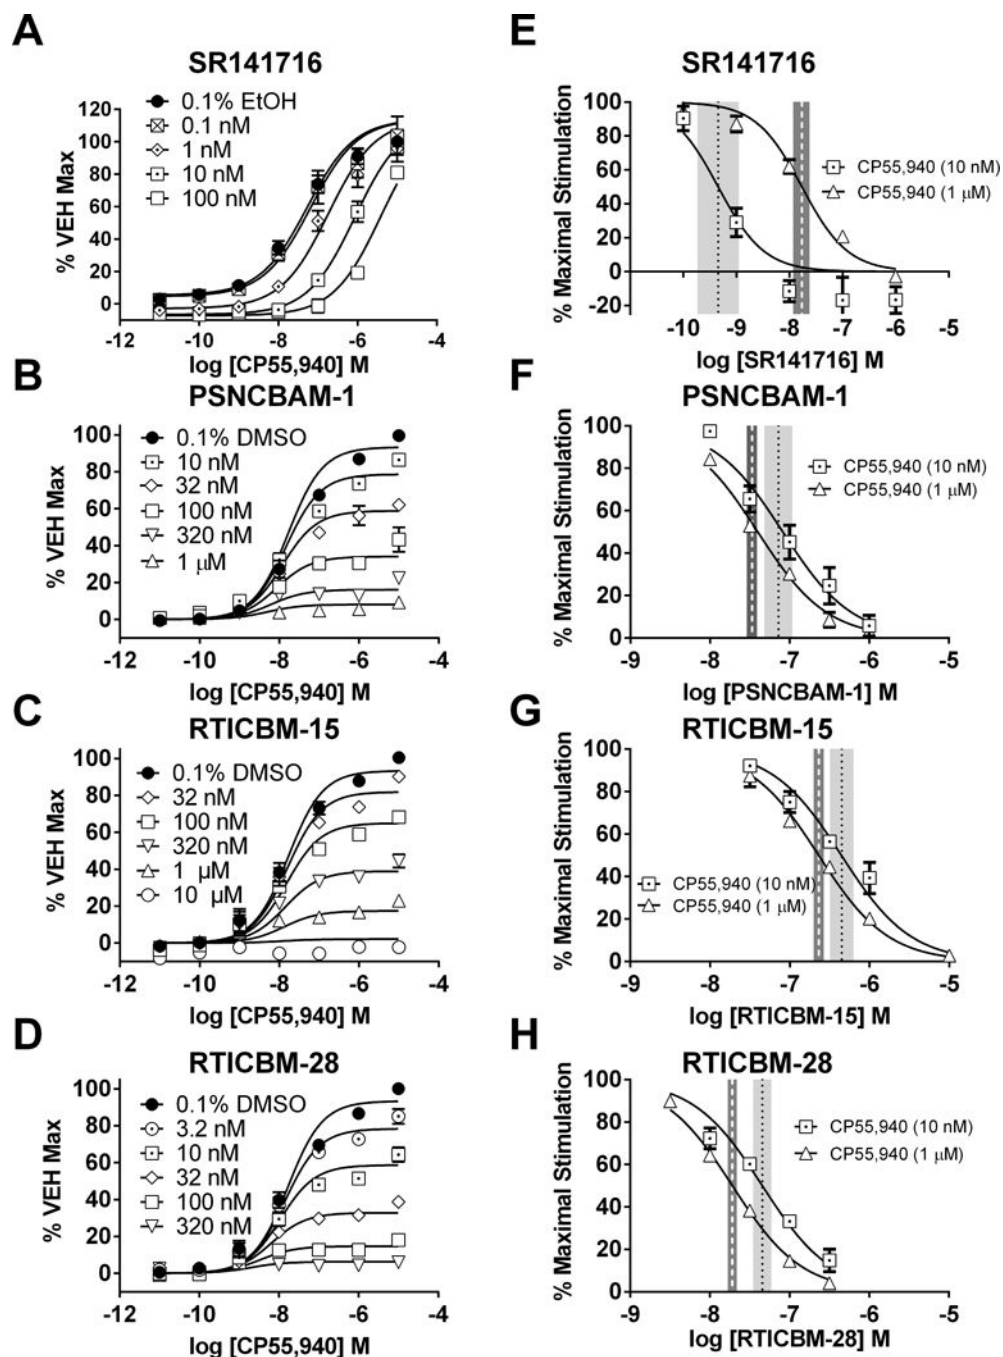 A
SR141716
0.1% EtOH
0.1 nM
1 nM
10 nM
100 nM
% VEH Max
120
100
80
60
40
20
0
-12 -10 -8 -6 -4
log [CP55,940] M
E
SR141716
CP55,940 (10 nM)
CP55,940 (1 μM)
% Maximal Stimulation
100
80
60
40
20
0
-20
-10 -9 -8 -7 -6 -5
log [SR141716] M
B
PSNCBAM-1
0.1% DMSO
10 nM
32 nM
100 nM
320 nM
1 μM
% VEH Max
100
80
60
40
20
0
-12 -10 -8 -6 -4
log [CP55,940] M
F
PSNCBAM-1
CP55,940 (10 nM)
CP55,940 (1 μM)
% Maximal Stimulation
100
80
60
40
20
0
-9 -8 -7 -6 -5
log [PSNCBAM-1] M
C
RTICBM-15
0.1% DMSO
32 nM
100 nM
320 nM
1 μM
10 μM
% VEH Max
100
80
60
40
20
0
-12 -10 -8 -6 -4
log [CP55,940] M
G
RTICBM-15
CP55,940 (10 nM)
CP55,940 (1 μM)
% Maximal Stimulation
100
80
60
40
20
0
-9 -8 -7 -6 -5
log [RTICBM-15] M
D
RTICBM-28
0.1% DMSO
3.2 nM
10 nM
32 nM
100 nM
320 nM
% VEH Max
100
80
60
40
20
0
-12 -10 -8 -6 -4
log [CP55,940] M
H
RTICBM-28
CP55,940 (10 nM)
CP55,940 (1 μM)
% Maximal Stimulation
100
80
60
40
20
0
-9 -8 -7 -6 -5
log [RTICBM-28] M